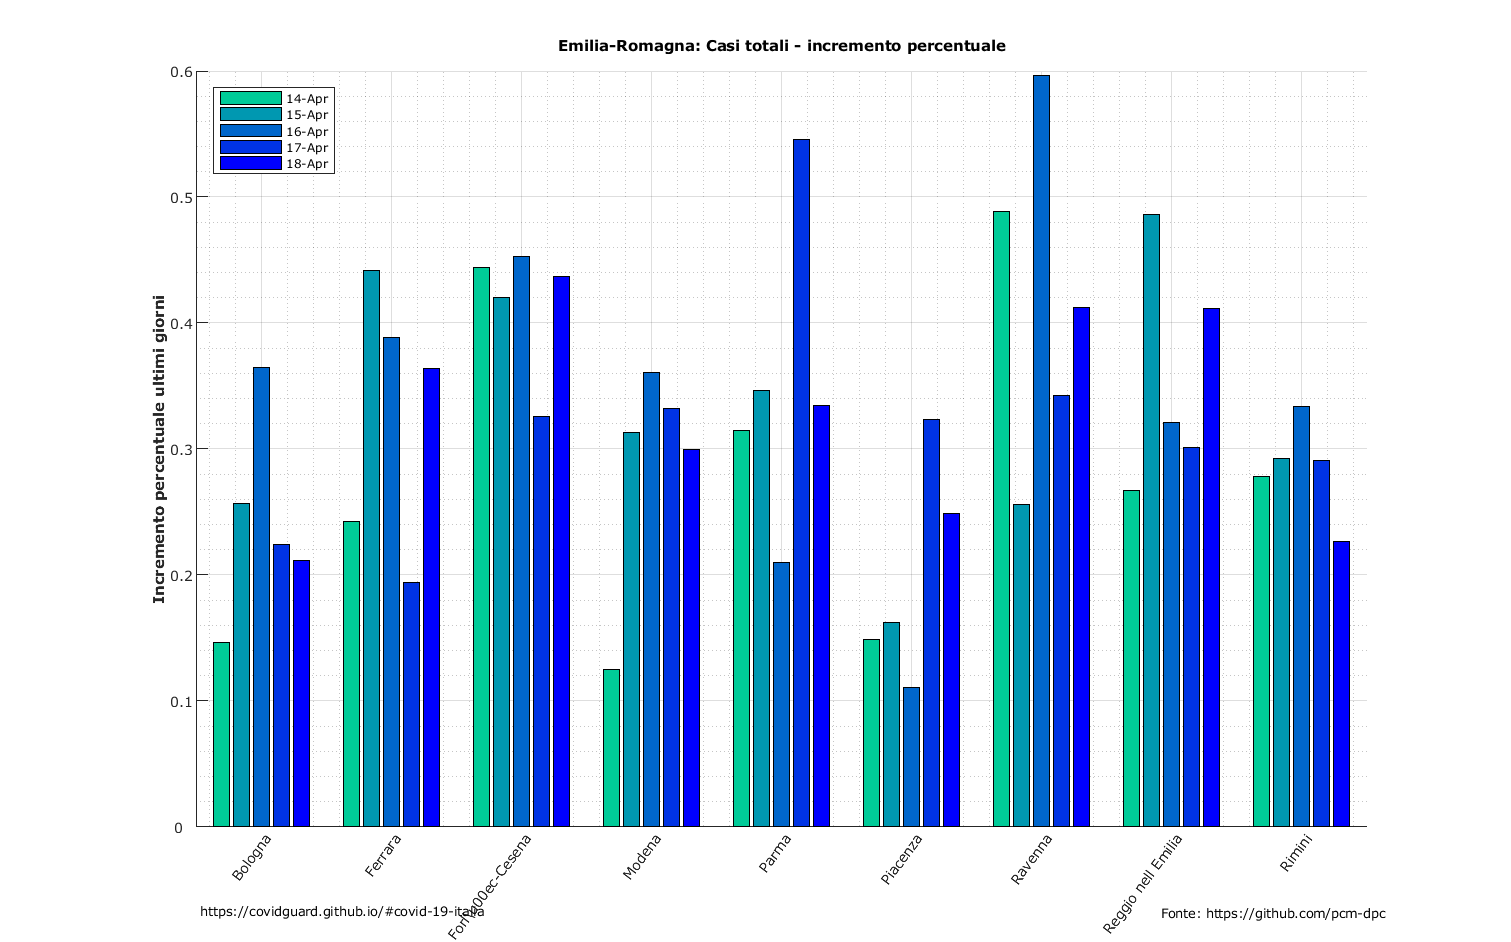 Emilia-Romagna: Casi totali - incremento percentuale
0.6
0.5
0.4
0.3
0.2
0.1
0
Incremento percentuale ultimi giorni
14-Apr
15-Apr
16-Apr
17-Apr
18-Apr
Bologna
Ferrara
Modena
Parma
Piacenza
Ravenna
Reggio nell Emilia
Rimini
https://covidguard.github.io/#covid-19-italia
Fonte: https://github.com/pcm-dpc